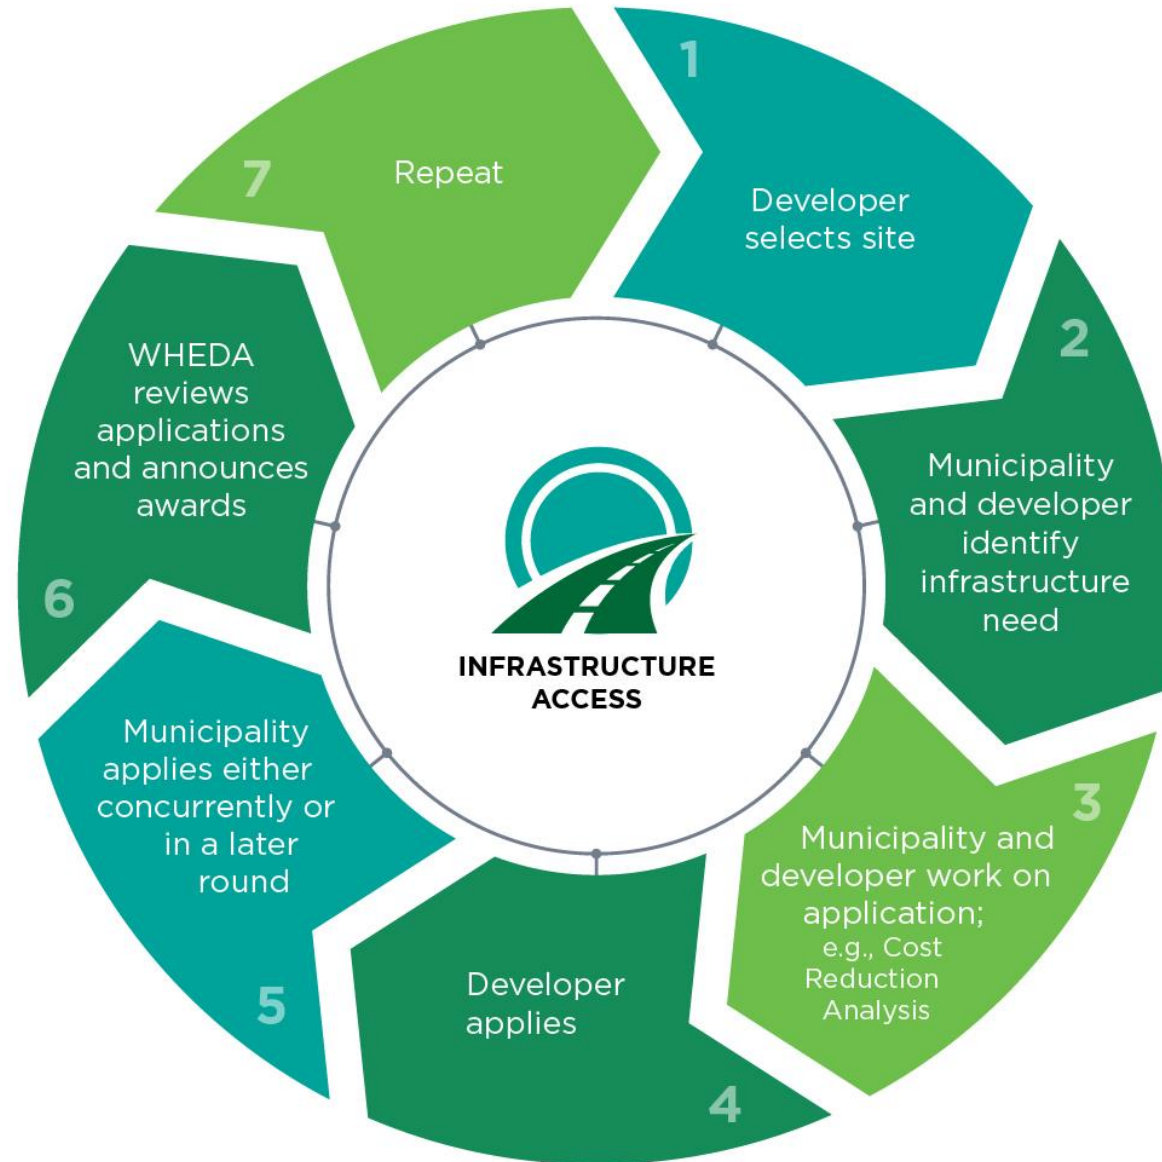 1
Developer
selects site
2
Municipality
and developer
identify
infrastructure
need
3
Municipality and
developer work on
application;
e.g., Cost
Reduction
Analysis
4
Developer
applies
5
Municipality
applies either
concurrently or
in a later
round
6
WHEDA
reviews
applications
and announces
awards
7
Repeat
INFRASTRUCTURE
ACCESS